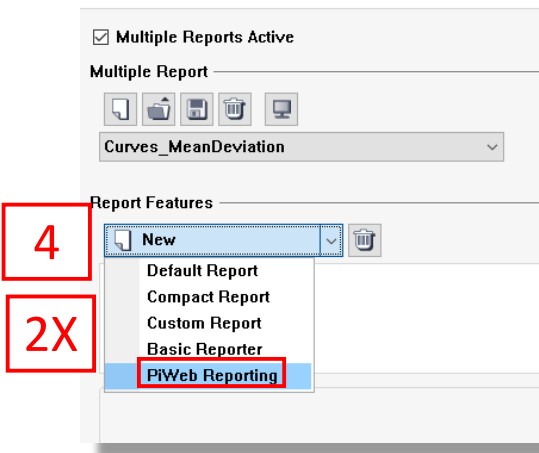 Multiple Reports Active
Multiple Report
Curves_MeanDeviation
Report Features
4
New
Default Report
Compact Report
Custom Report
2X
Basic Reporter
PiWeb Reporting